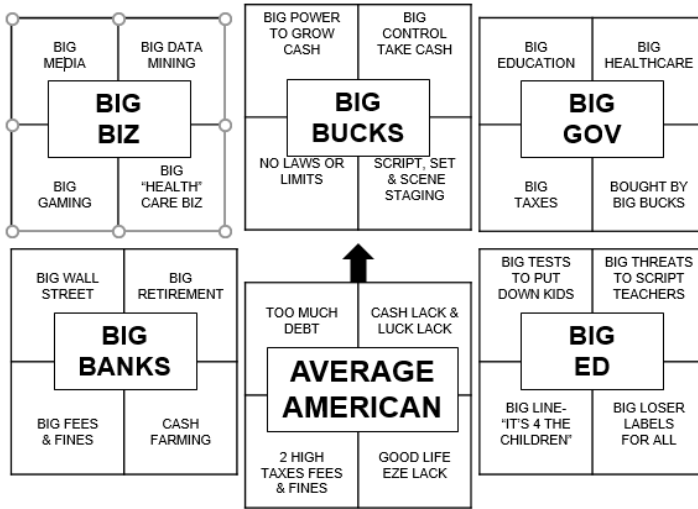 BIG
MEDIA
BIG DATA
MINING
BIG
BIZ
BIG
GAMING
BIG
“HEALTH”
CARE BIZ
BIG POWER
TO GROW
CASH
BIG
CONTROL
TAKE CASH
BIG
BUCKS
NO LAWS OR
LIMITS
SCRIPT, SET
& SCENE
STAGING
BIG
EDUCATION
BIG
HEALTHCARE
BIG
GOV
BIG
TAXES
BOUGHT BY
BIG BUCKS
BIG WALL
STREET
BIG
RETIREMENT
BIG
BANKS
BIG FEES
& FINES
CASH
FARMING
TOO MUCH
DEBT
CASH LACK &
LUCK LACK
AVERAGE
AMERICAN
2 HIGH
TAXES FEES
& FINES
GOOD LIFE
EZE LACK
BIG TESTS
TO PUT
DOWN KIDS
BIG THREATS
TO SCRIPT
TEACHERS
BIG
ED
BIG LINE-
“IT’S 4 THE
CHILDREN”
BIG LOSER
LABELS
FOR ALL